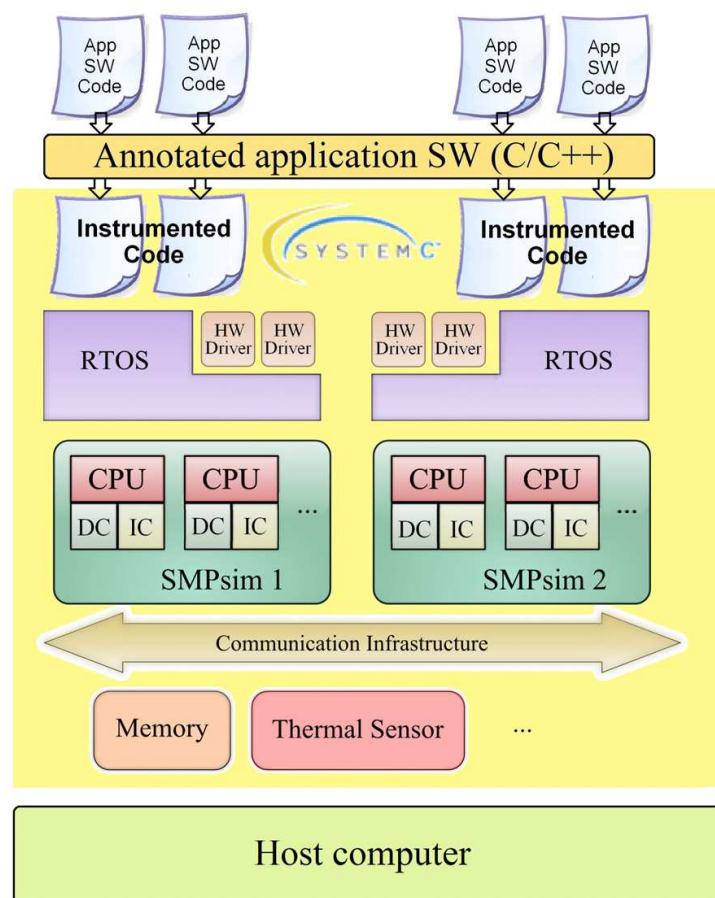 App
SW
Code
App
SW
Code
App
SW
Code
App
SW
Code
Annotated application SW (C/C++)
Instrumented
Code
SYSTEM C™
Instrumented
Code
RTOS
HW
Driver
HW
Driver
HW
Driver
HW
Driver
RTOS
CPU
DC IC
CPU
DC IC
...
SMPsim 1
CPU
DC IC
CPU
DC IC
...
SMPsim 2
Communication Infrastructure
Memory
Thermal Sensor
...
Host computer